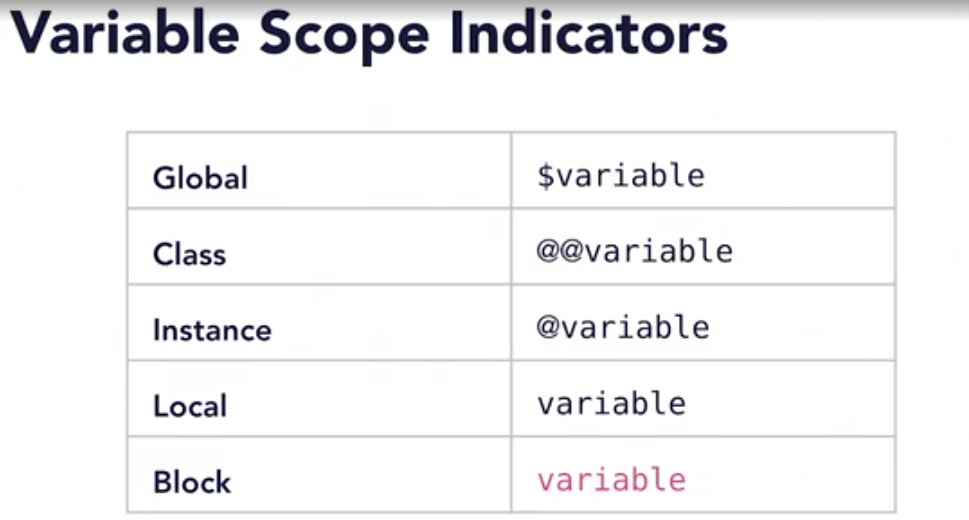 Variable Scope Indicators
Global $variable
Class @@variable
Instance @variable
Local variable
Block variable